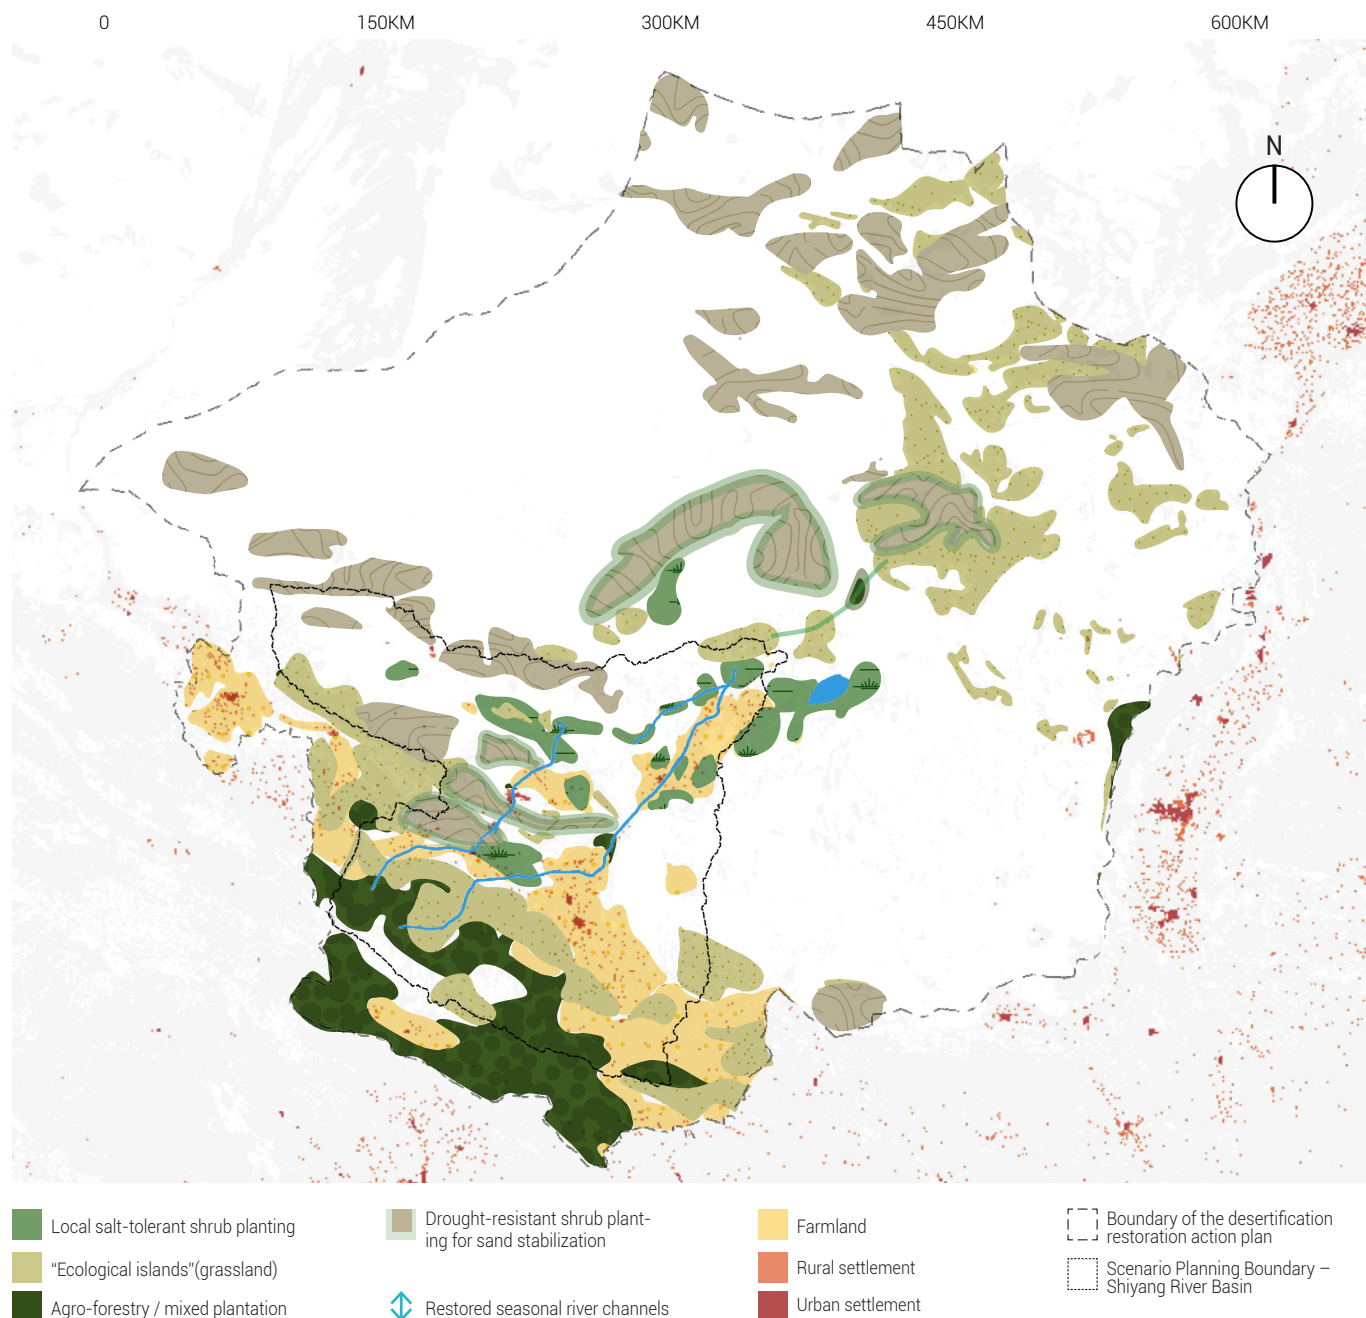 0 150KM 300KM 450KM 600KM
N
Local salt-tolerant shrub planting
"Ecological islands"(grassland)
Agro-forestry / mixed plantation
Drought-resistant shrub plant-
ing for sand stabilization
Restored seasonal river channels
Farmland
Rural settlement
Urban settlement
Boundary of the desertification
restoration action plan
Scenario Planning Boundary –
Shiyang River Basin